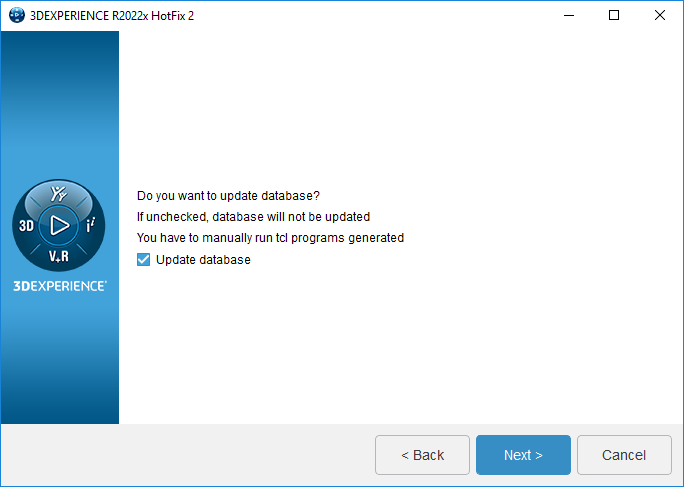 3DEXPERIENCE R2022x HotFix 2
Do you want to update database?
If unchecked, database will not be updated
You have to manually run tcl programs generated
Update database
3D
V+R
i²
3DEXPERIENCE
< Back
Next >
Cancel